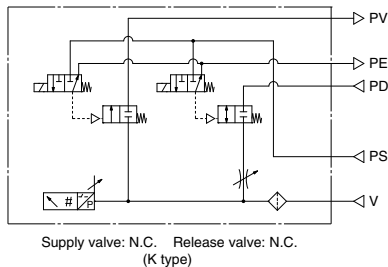 PV
PE
PD
PS
# P V
Supply valve: N.C. Release valve: N.C.
(K type)